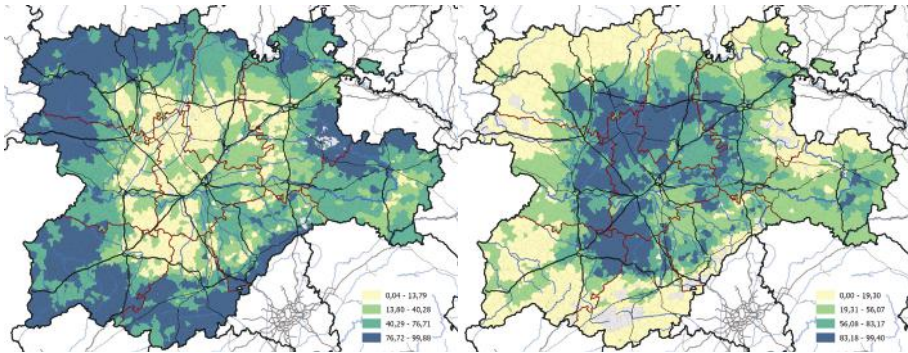 0,04 - 13,79
13,80 - 40,28
40,29 - 76,71
76,72 - 99,88
0,00 - 19,30
19,31 - 56,07
56,08 - 83,17
83,18 - 99,40